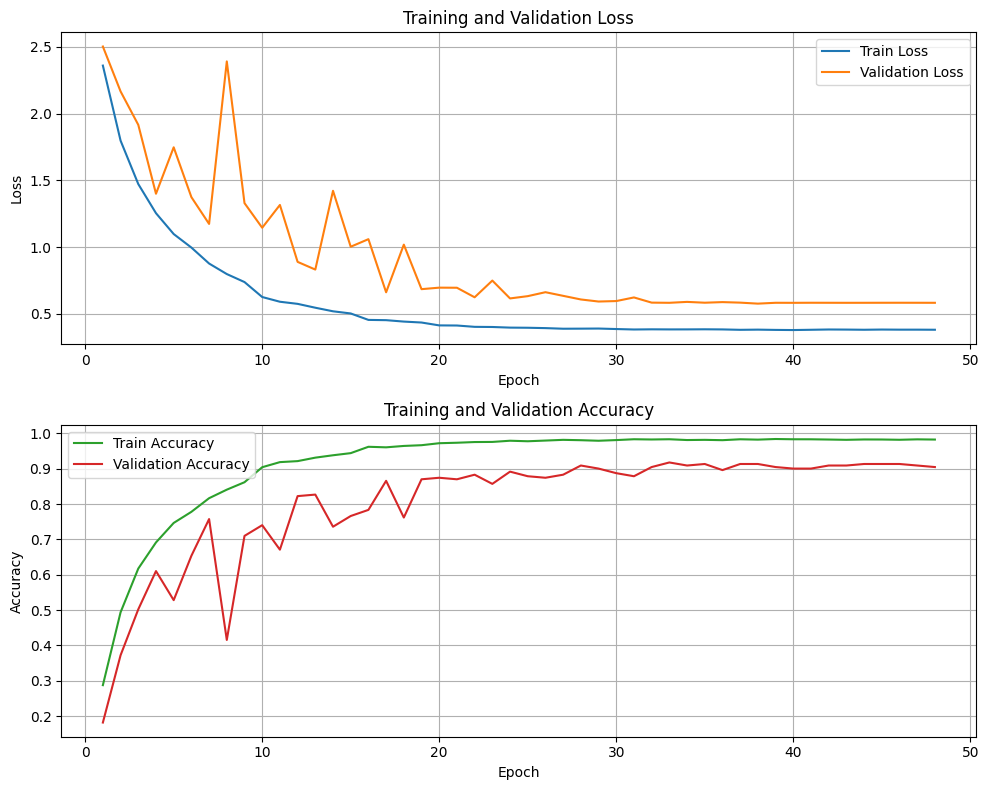 Training and Validation Loss
2.5
2.0
1.5
1.0
0.5
Loss
Train Loss
Validation Loss
0 10 20 30 40 50
Epoch
Training and Validation Accuracy
1.0
0.9
0.8
0.7
0.6
0.5
0.4
0.3
0.2
Accuracy
Train Accuracy
Validation Accuracy
0 10 20 30 40 50
Epoch